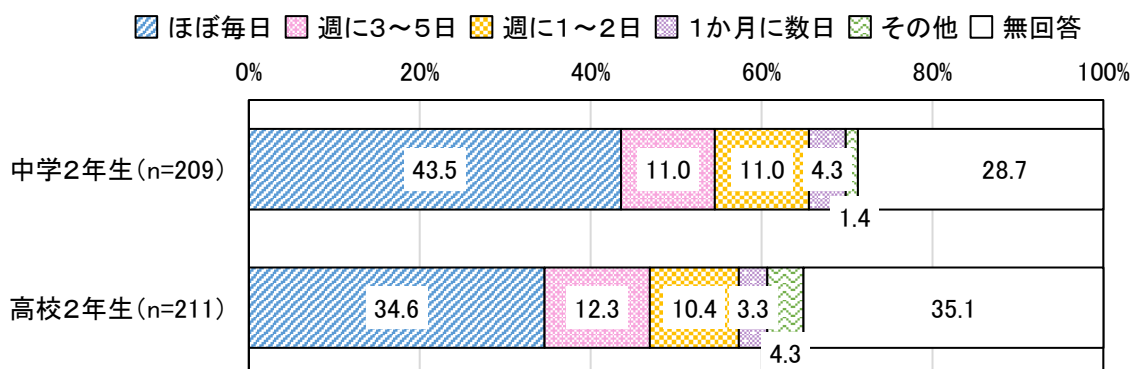 ほぼ毎日 週に3～5日 週に1～2日 1か月に数日 その他 無回答
0% 20% 40% 60% 80% 100%
中学2年生(n=209) 43.5 11.0 11.0 4.3 1.4 28.7
高校2年生(n=211) 34.6 12.3 10.4 3.3 4.3 35.1